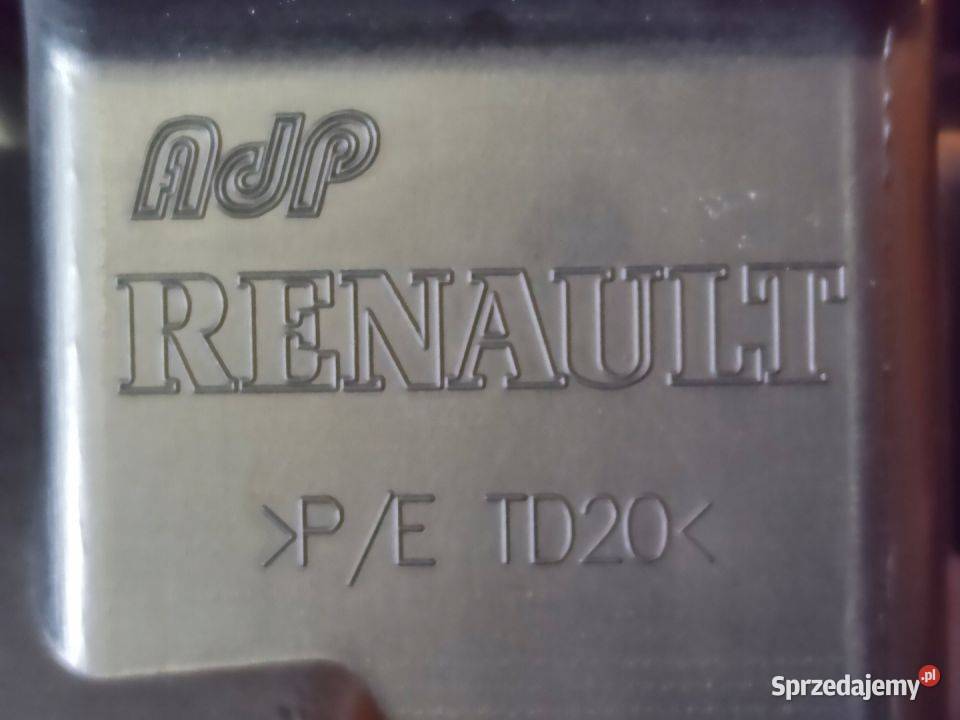 AdP
RENAULT
>P/E TD20<
Sprzedajemy.pl